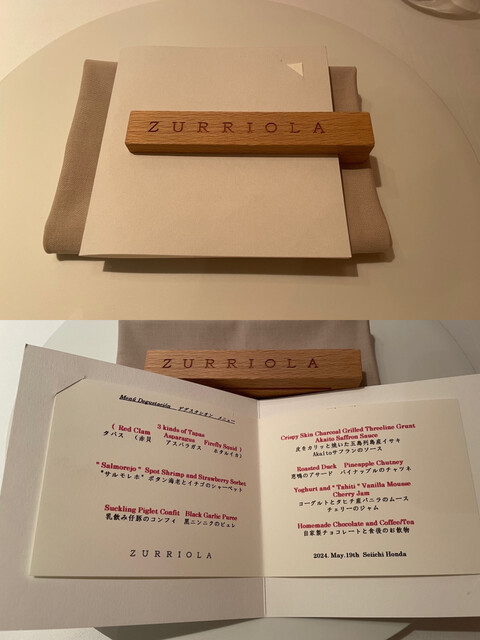 ZURRIOLA
ZURRIOLA
Menú Degustación デグスタシオン メニュー
3 kinds of Tapas
( Red Clam Asparagus Firefly Squid )
タパス (赤貝 アスパラガス ホタルイカ)
"Salmorejo" Spot Shrimp and Strawberry Sorbet
"サルモレホ" ボタン海老とイチゴのシャーベット
Suckling Piglet Confit Black Garlic Puree
乳飲み仔豚のコンフィ 黒ニンニクのピュレ
ZURRIOLA
Crispy Skin Charcoal Grilled Threeline Grunt
Akaito Saffron Sauce
皮をカリッと焼いた五島列島産イサキ
Akaitoサフランのソース
Roasted Duck Pineapple Chutney
窒鴨のアサード パイナップルのチャツネ
Yoghurt and "Tahiti" Vanilla Mousse
Cherry Jam
ヨーグルトとタヒチ産バニラのムース
チェリーのジャム
Homemade Chocolate and Coffee/Tea
自家製チョコレートと食後のお飲物
2024. May.19th Seiichi Honda